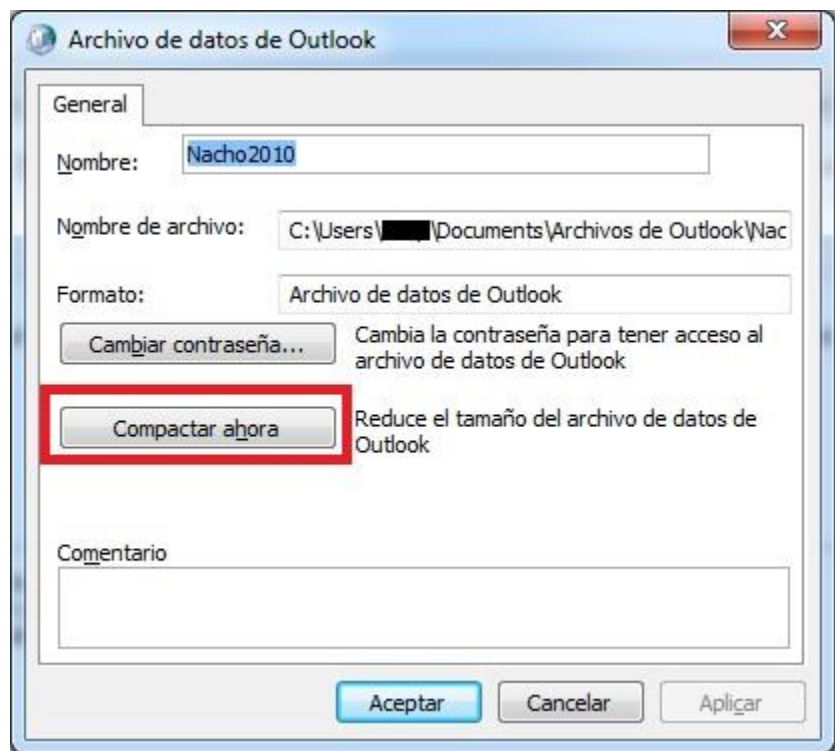 Archivo de datos de Outlook
General
Nombre:
Nacho2010
Nombre de archivo:
C:\Users\ \Documents\Archivos de Outlook\Nac
Formato:
Archivo de datos de Outlook
Cambiar contraseña...
Cambia la contraseña para tener acceso al
archivo de datos de Outlook
Compactar ahora
Reduce el tamaño del archivo de datos de
Outlook
Comentario
Aceptar
Cancelar
Aplicar